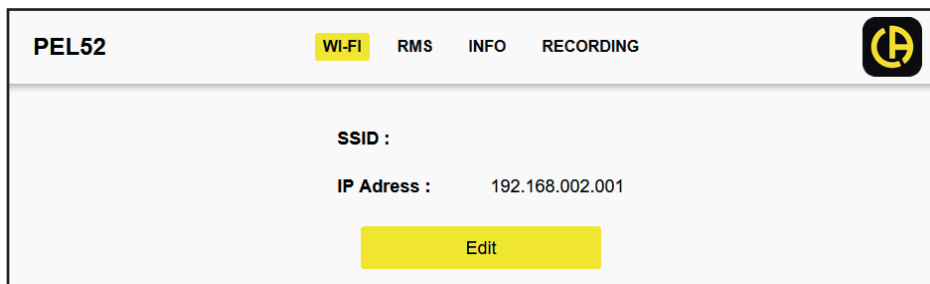 PEL52 WI-FI RMS INFO RECORDING
SSID :
IP Adress : 192.168.002.001
Edit